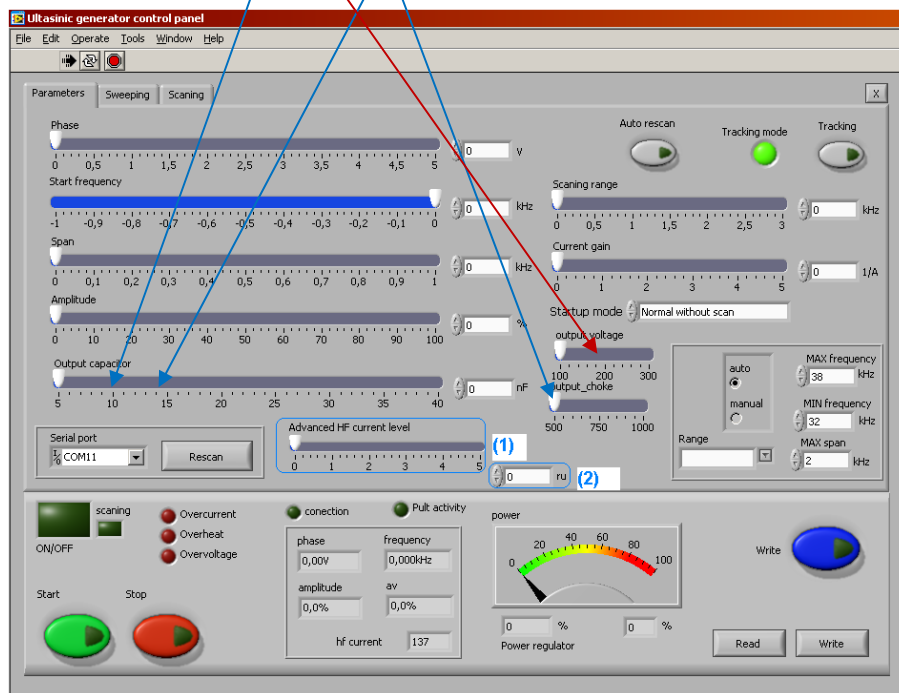 Ultasinic generator control panel
File Edit Operate Tools Window Help
Parameters Sweeping Scaning X
Phase
0 0,5 1 1,5 2 2,5 3 3,5 4 4,5 5
0 V
Auto rescan
Tracking mode
Tracking
Start frequency
-1 -0,9 -0,8 -0,7 -0,6 -0,5 -0,4 -0,3 -0,2 -0,1 0
0 kHz
Scaning range
0 0,5 1 1,5 2 2,5 3
0 kHz
Span
0 0,1 0,2 0,3 0,4 0,5 0,6 0,7 0,8 0,9 1
0 kHz
Current gain
0 1 2 3 4 5
0 1/A
Amplitude
0 10 20 30 40 50 60 70 80 90 100
0 %
Startup mode Normal without scan
output_voltage
100 200 300
Output capacitor
5 10 15 20 25 30 35 40
0 nF
output_choke
500 750 1000
auto
manual
Range
MAX frequency
38 kHz
MIN frequency
32 kHz
MAX span
2 kHz
Serial port
I/O COM11
Rescan
Advanced HF current level
0 1 2 3 4 5
(1)
0 ru (2)
scaning
ON/OFF
Overcurrent
Overheat
Overvoltage
Start Stop
conection
Pult activity
phase frequency
0,00V 0,000kHz
amplitude av
0,0% 0,0%
hf current 137
power
0 20 40 60 80 100
0 % 0 %
Power regulator
Write
Read Write